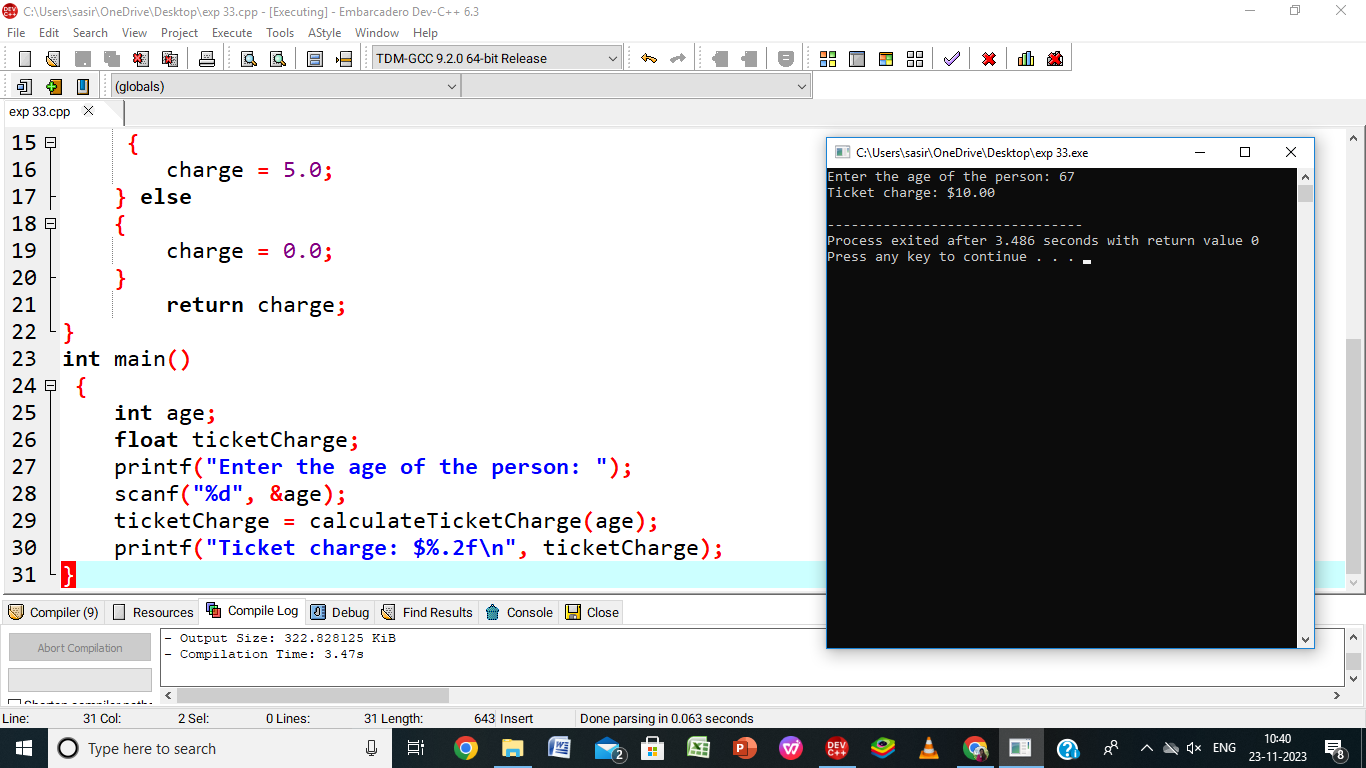 C:\Users\sasir\OneDrive\Desktop\exp 33.cpp - [Executing] - Embarcadero Dev-C++ 6.3
File Edit Search View Project Execute Tools AStyle Window Help
TDM-GCC 9.2.0 64-bit Release
(globals)
exp 33.cpp
15 {
16 charge = 5.0;
17 } else
18 {
19 charge = 0.0;
20 }
21 return charge;
22 }
23 int main()
24 {
25 int age;
26 float ticketCharge;
27 printf("Enter the age of the person: ");
28 scanf("%d", &age);
29 ticketCharge = calculateTicketCharge(age);
30 printf("Ticket charge: $%.2f\n", ticketCharge);
31 }
C:\Users\sasir\OneDrive\Desktop\exp 33.exe
Enter the age of the person: 67
Ticket charge: $10.00
--------------------------------
Process exited after 3.486 seconds with return value 0
Press any key to continue . . .
Compiler (9) Resources Compile Log Debug Find Results Console Close
Abort Compilation
- Output Size: 322.828125 KiB
- Compilation Time: 3.47s
Line: 31 Col: 2 Sel: 0 Lines: 31 Length: 643 Insert Done parsing in 0.063 seconds
Type here to search
2
DEV C++
ENG
10:40
23-11-2023
8